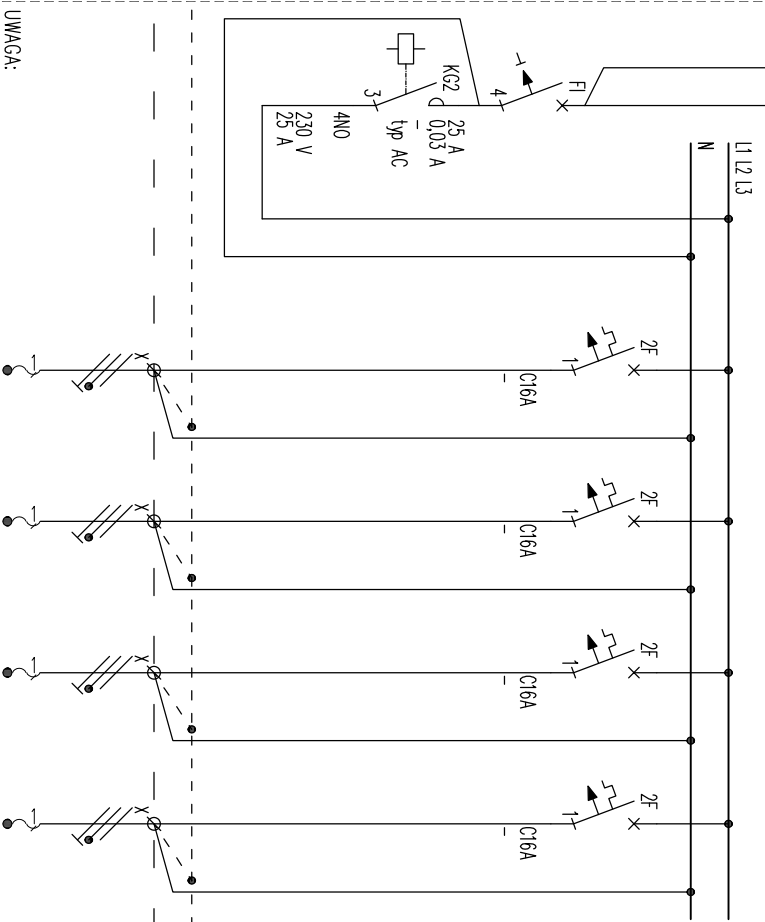 L1 L2 L3
N
FI
4
25 A
0,03 A
–
typ AC
KG2
3
4NO
230 V
25 A
2F
1
C16A
–
X
1
2F
1
C16A
–
X
1
2F
1
C16A
–
X
1
2F
1
C16A
–
X
1
UWAGA: